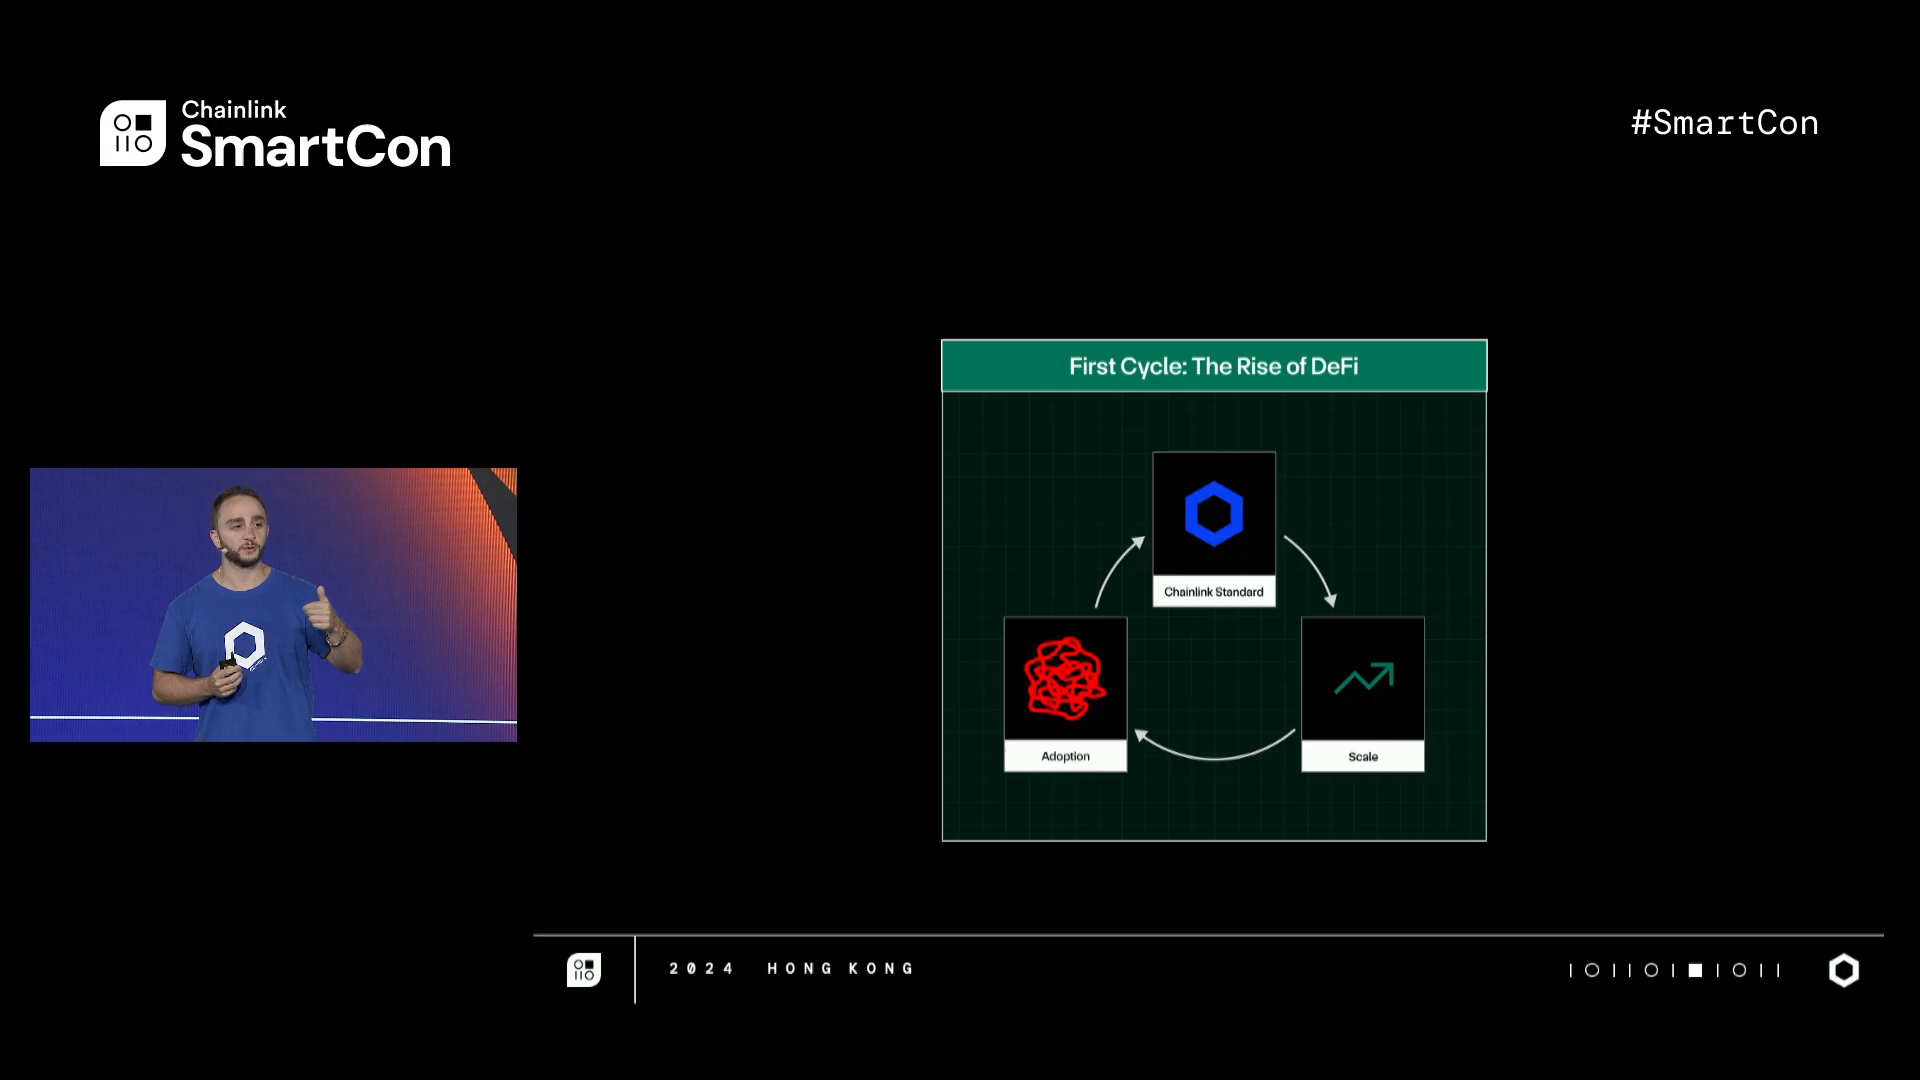 Chainlink
SmartCon
#SmartCon
First Cycle: The Rise of DeFi
Chainlink Standard
Adoption
Scale
2024 HONG KONG